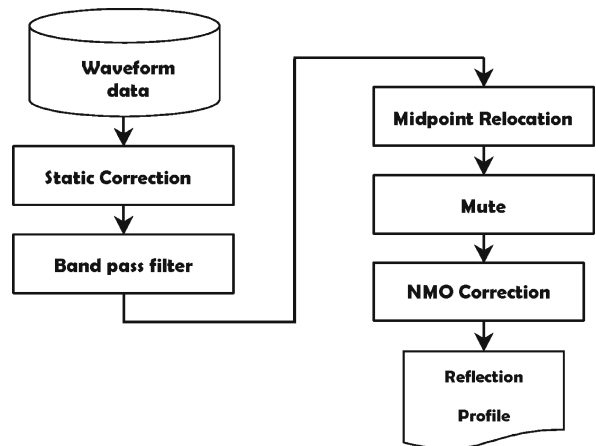 Waveform
data
Static Correction
Band pass filter
Midpoint Relocation
Mute
NMO Correction
Reflection
Profile